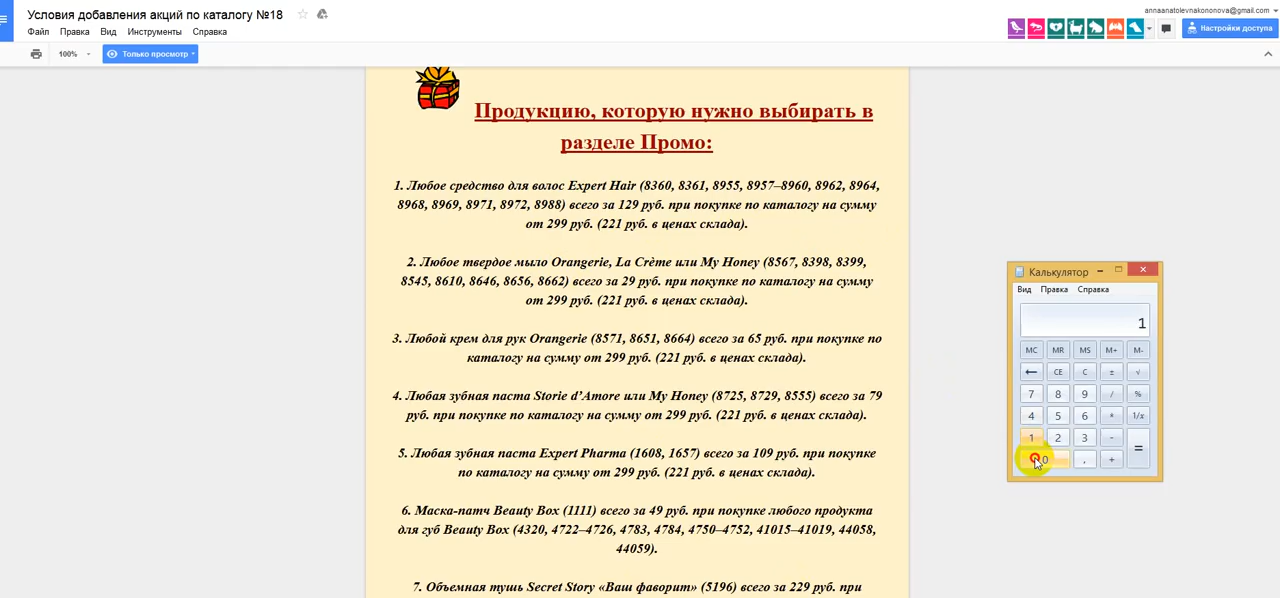 Условия добавления акций по каталогу №18
annaanatolevnakononova@gmail.com
Файл Правка Вид Инструменты Справка
Настройки доступа
100% Только просмотр
Продукцию, которую нужно выбирать в
разделе Промо:
1. Любое средство для волос Expert Hair (8360, 8361, 8955, 8957–8960, 8962, 8964,
8968, 8969, 8971, 8972, 8988) всего за 129 руб. при покупке по каталогу на сумму
от 299 руб. (221 руб. в ценах склада).
2. Любое твердое мыло Orangerie, La Crème или My Honey (8567, 8398, 8399,
8545, 8610, 8646, 8656, 8662) всего за 29 руб. при покупке по каталогу на сумму
от 299 руб. (221 руб. в ценах склада).
3. Любой крем для рук Orangerie (8571, 8651, 8664) всего за 65 руб. при покупке по
каталогу на сумму от 299 руб. (221 руб. в ценах склада).
4. Любая зубная паста Storie d’Amore или My Honey (8725, 8729, 8555) всего за 79
руб. при покупке по каталогу на сумму от 299 руб. (221 руб. в ценах склада).
5. Любая зубная паста Expert Pharma (1608, 1657) всего за 109 руб. при покупке
по каталогу на сумму от 299 руб. (221 руб. в ценах склада).
6. Маска-патч Beauty Box (1111) всего за 49 руб. при покупке любого продукта
для губ Beauty Box (4320, 4722–4726, 4783, 4784, 4750–4752, 41015–41019, 44058,
44059).
7. Объемная тушь Secret Story «Ваш фаворит» (5196) всего за 229 руб. при
Калькулятор
Вид Правка Справка
1
MC MR MS M+ M-
← CE C ± √
7 8 9 / %
4 5 6 * 1/x
1 2 3 - =
0 , +